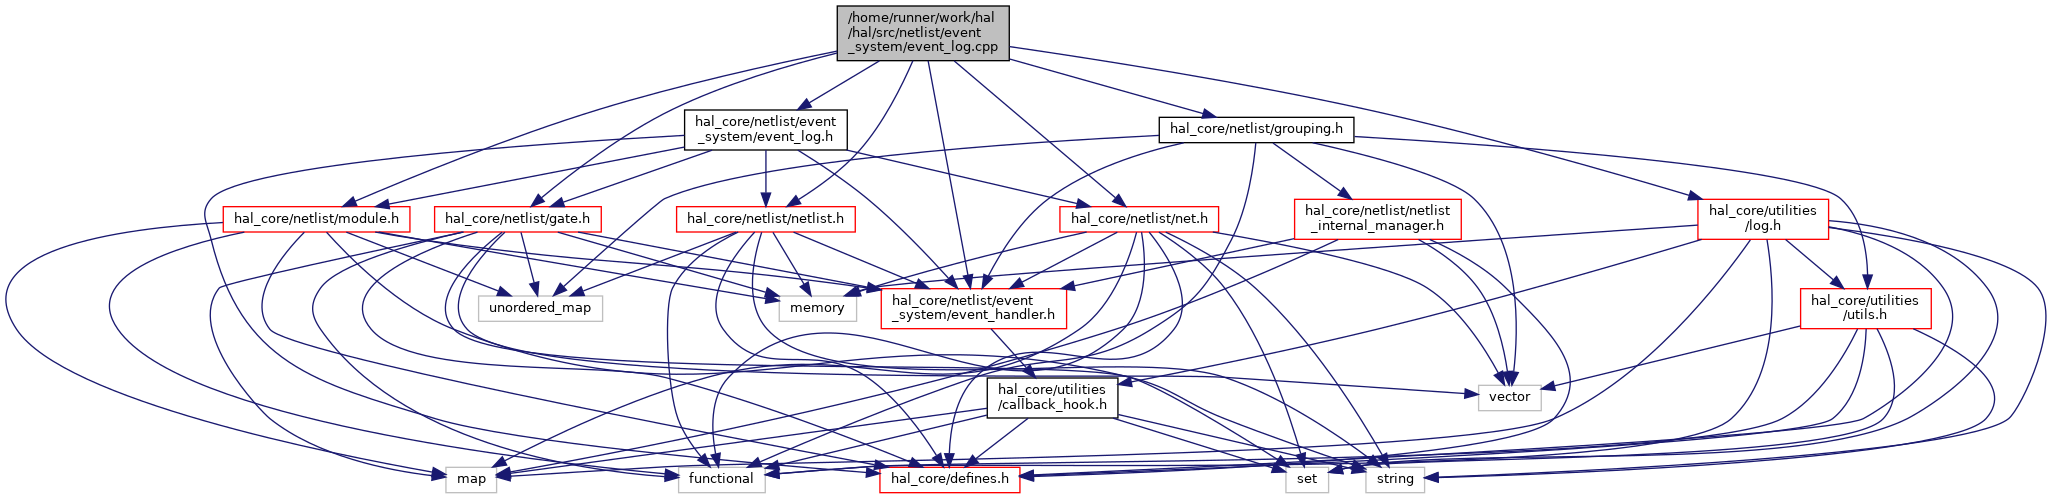 /home/runner/work/hal
/hal/src/netlist/event
_system/event_log.cpp
hal_core/netlist/event
_system/event_log.h
hal_core/netlist/grouping.h
hal_core/netlist/module.h
hal_core/netlist/gate.h
hal_core/netlist/netlist.h
hal_core/netlist/net.h
hal_core/netlist/netlist
_internal_manager.h
hal_core/utilities
/log.h
unordered_map
memory
hal_core/netlist/event
_system/event_handler.h
hal_core/utilities
/utils.h
hal_core/utilities
/callback_hook.h
vector
map
functional
hal_core/defines.h
set
string